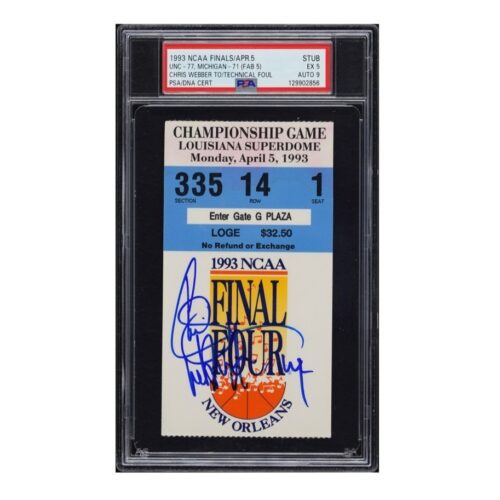 1993 NCAA FINALS/APR.5 STUB
UNC - 77, MICHIGAN - 71 (FAB 5) EX 5
CHRIS WEBBER TO/TECHNICAL FOUL AUTO 9
PSA/DNA CERT PSA 129902856
CHAMPIONSHIP GAME
LOUISIANA SUPERDOME
Monday, April 5, 1993
335 14 1
SECTION ROW SEAT
Enter Gate G PLAZA
LOGE $32.50
No Refund or Exchange
1993 NCAA
FINAL
FOUR
NEW ORLEANS